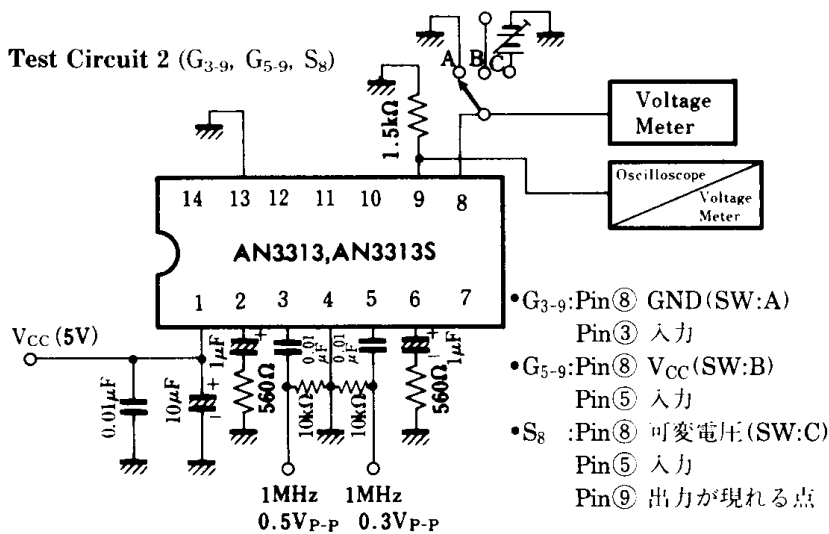 Test Circuit 2 (G3-9, G5-9, S8)
A B C
1.5kΩ
Voltage
Meter
Oscilloscope
Voltage
Meter
14 13 12 11 10 9 8
AN3313,AN3313S
1 2 3 4 5 6 7
VCC (5V)
0.01μF
10μF
+
-
1μF
+
560Ω
0.01
μF
10kΩ
0.01
μF
10kΩ
+
-
1μF
560Ω
1MHz
0.5VP-P
1MHz
0.3VP-P
•G3-9:Pin⑧ GND(SW:A)
Pin③ 入力
•G5-9:Pin⑧ VCC(SW:B)
Pin⑤ 入力
•S8 :Pin⑧ 可変電圧(SW:C)
Pin⑤ 入力
Pin⑨ 出力が現れる点